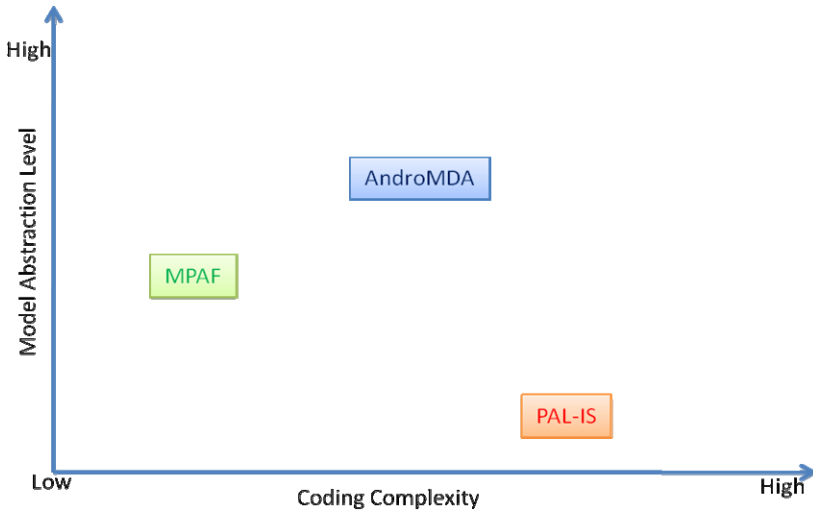 High
Model Abstraction Level
AndroMDA
MPAF
PAL-IS
Low
Coding Complexity
High